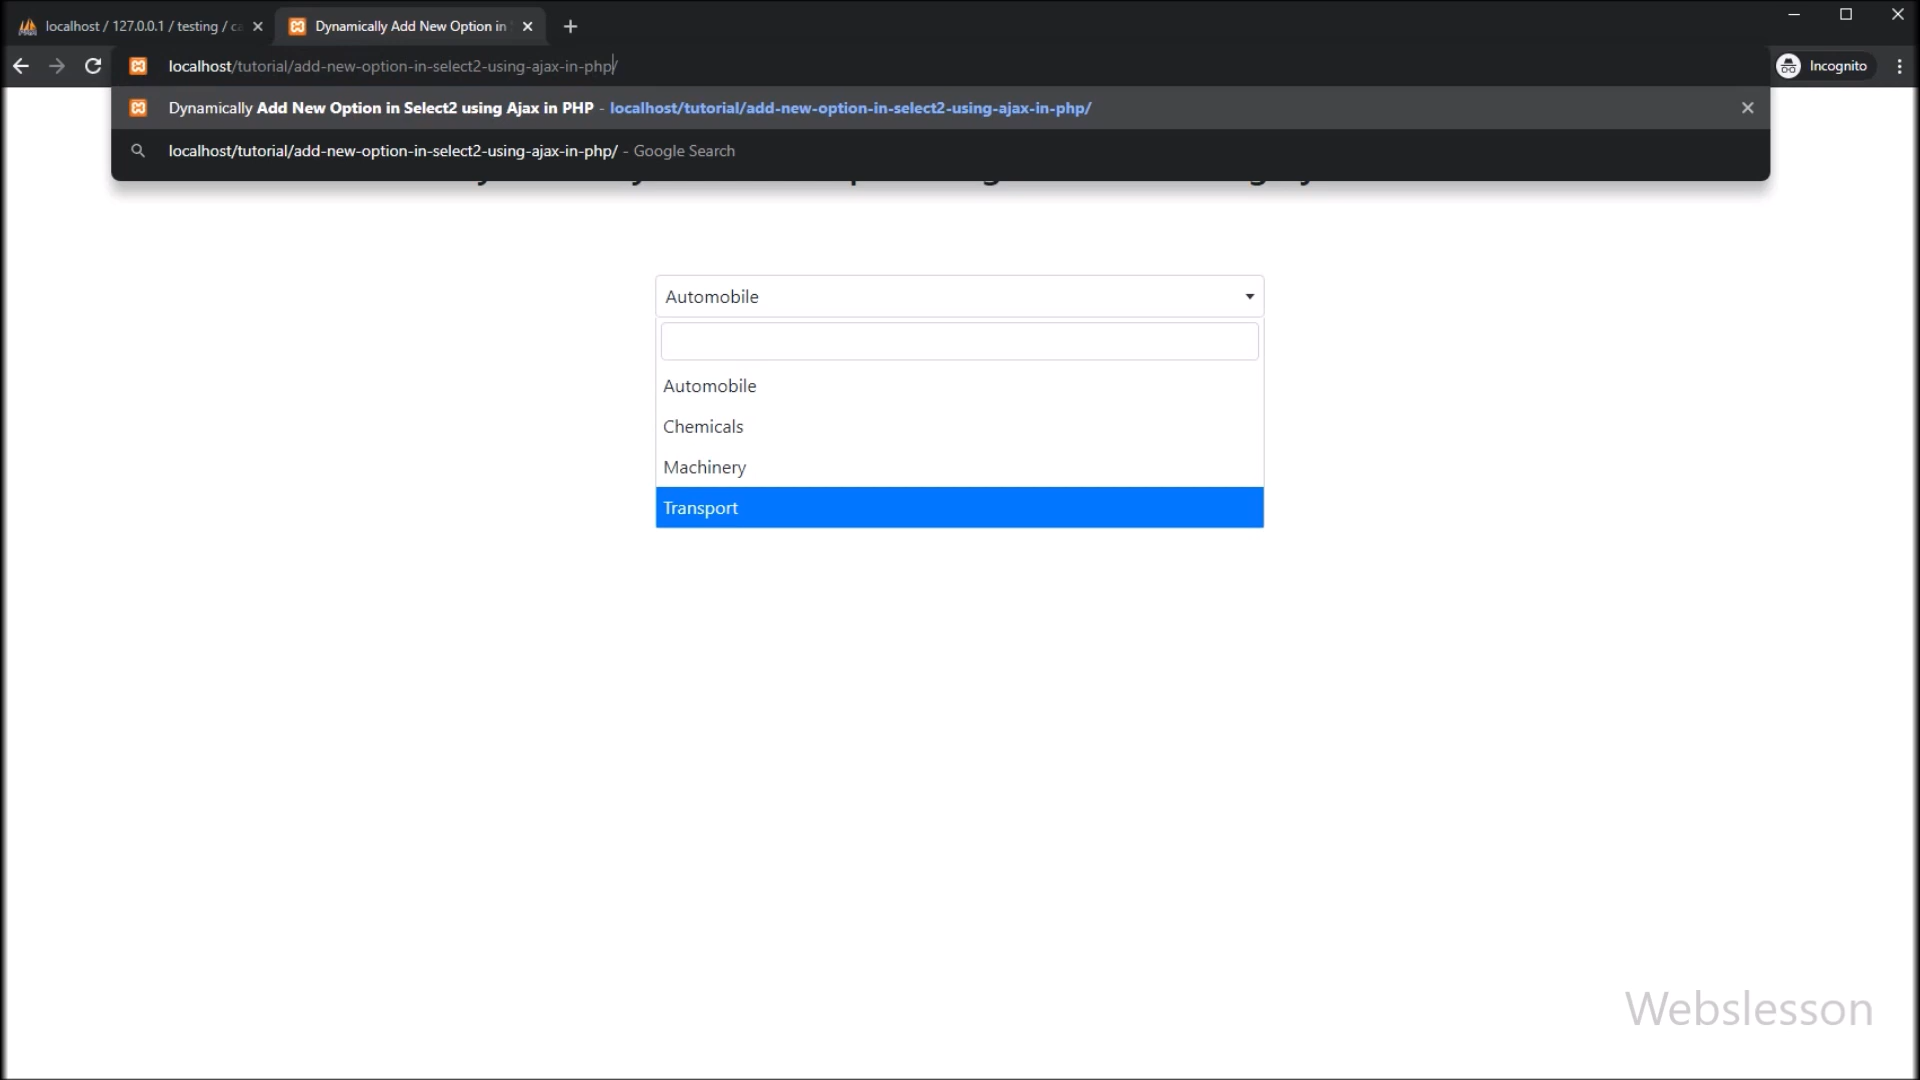 localhost / 127.0.0.1 / testing / ca
Dynamically Add New Option in
localhost/tutorial/add-new-option-in-select2-using-ajax-in-php/
Incognito
Dynamically Add New Option in Select2 using Ajax in PHP - localhost/tutorial/add-new-option-in-select2-using-ajax-in-php/
localhost/tutorial/add-new-option-in-select2-using-ajax-in-php/ - Google Search
Automobile
Automobile
Chemicals
Machinery
Transport
Webslesson